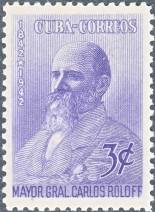 CUBA-CORREOS
1842★1942
3¢
MAYOR GRAL. CARLOS ROLOFF